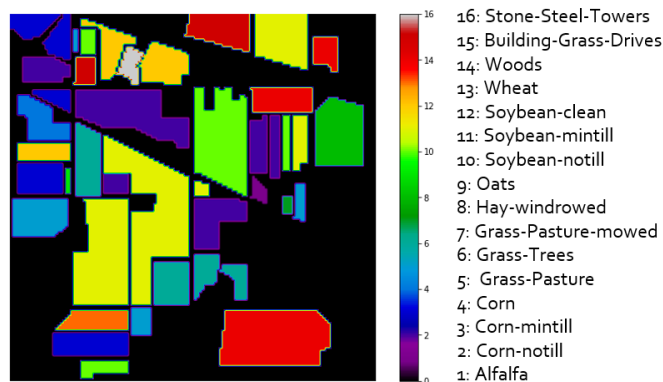 16
14
12
10
8
6
4
2
0
16: Stone-Steel-Towers
15: Building-Grass-Drives
14: Woods
13: Wheat
12: Soybean-clean
11: Soybean-mintill
10: Soybean-notill
9: Oats
8: Hay-windrowed
7: Grass-Pasture-mowed
6: Grass-Trees
5: Grass-Pasture
4: Corn
3: Corn-mintill
2: Corn-notill
1: Alfalfa